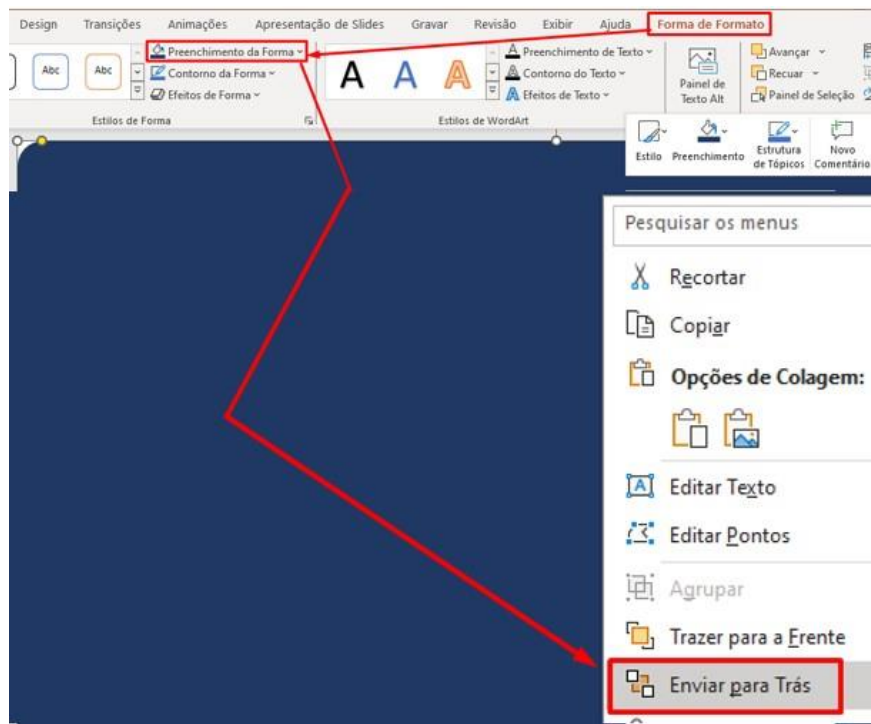 Design Transições Animações Apresentação de Slides Gravar Revisão Exibir Ajuda Forma de Formato
Abc Abc
Preenchimento da Forma
Contorno da Forma
Efeitos de Forma
A A A
Preenchimento de Texto
Contorno do Texto
Efeitos de Texto
Painel de
Texto Alt
Avançar
Recuar
Painel de Seleção
Estilos de Forma Estilos de WordArt
Estilo Preenchimento Estrutura
de Tópicos
Novo
Comentário
Pesquisar os menus
Recortar
Copiar
Opções de Colagem:
Editar Texto
Editar Pontos
Agrupar
Trazer para a Frente
Enviar para Trás